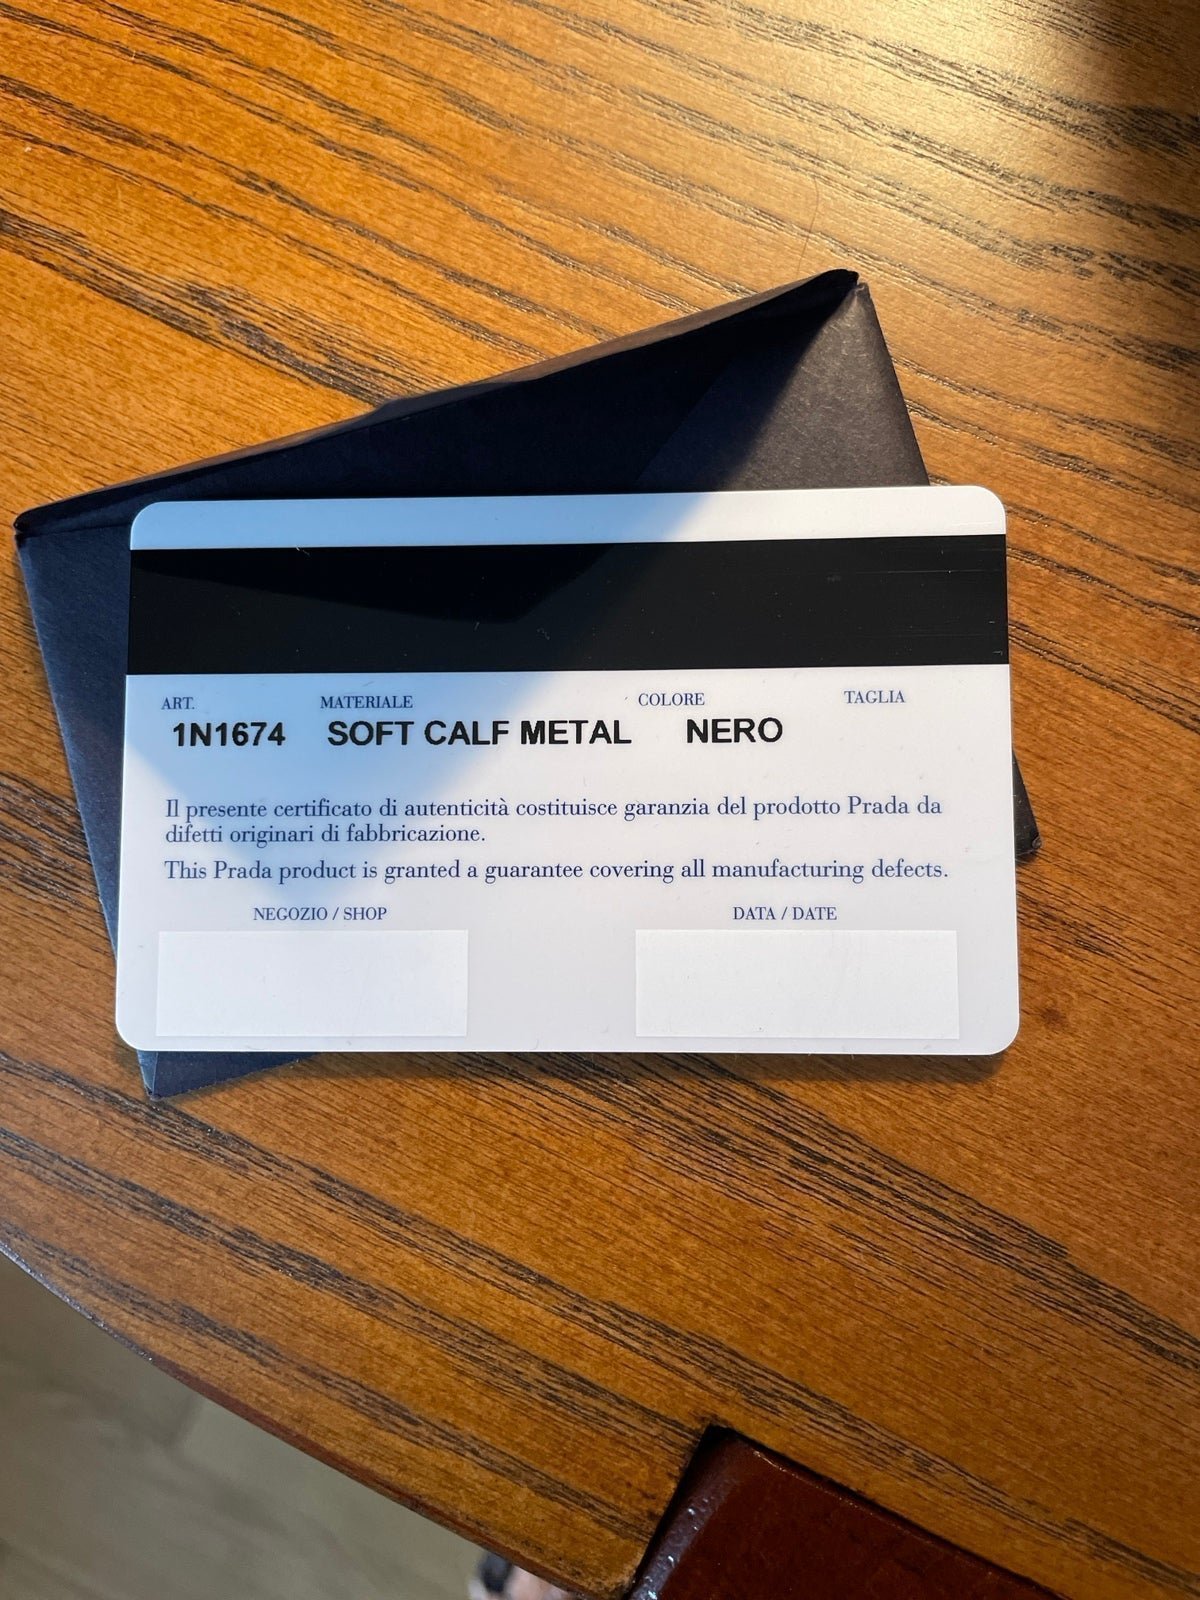 ART. MATERIALE COLORE TAGLIA
1N1674 SOFT CALF METAL NERO
Il presente certificato di autenticità costituisce garanzia del prodotto Prada da
difetti originari di fabbricazione.
This Prada product is granted a guarantee covering all manufacturing defects.
NEGOZIO / SHOP DATA / DATE